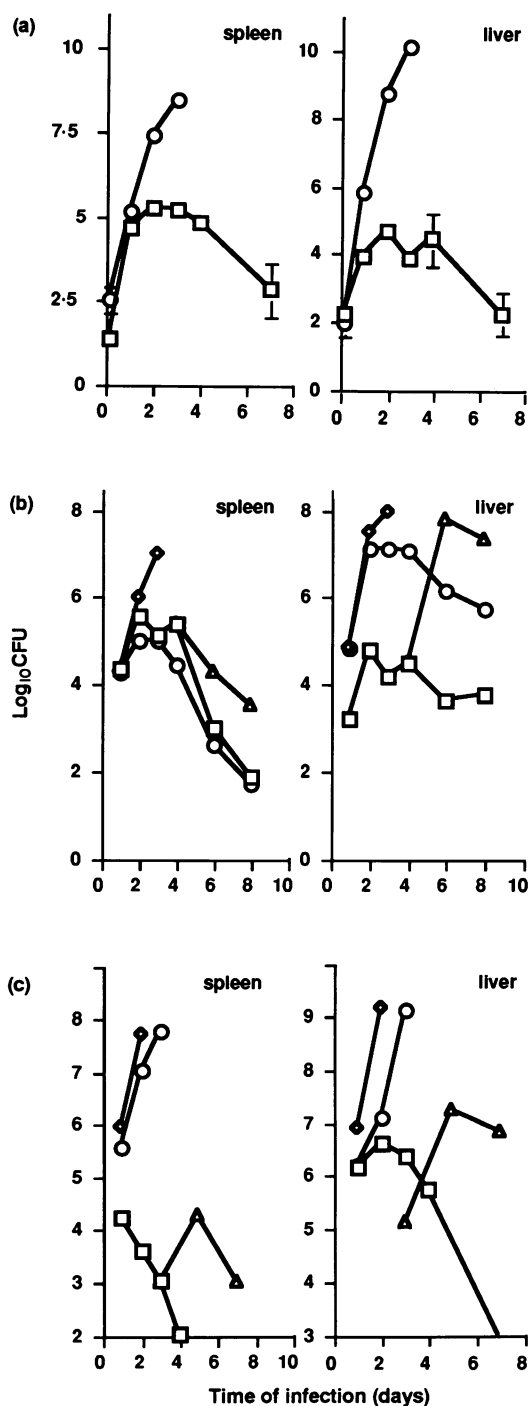 (a) spleen liver
10 10
7·5 8
5 6
2·5 4
0 2
0
0 2 4 6 8 0 2 4 6 8
(b) spleen liver
8 8
6 6
4 4
2 2
0 0
Log10CFU
0 2 4 6 8 10 0 2 4 6 8 10
(c) spleen liver
8 9
7 8
6 7
5 6
4 5
3 4
2 3
0 2 4 6 8 10 0 2 4 6 8
Time of infection (days)